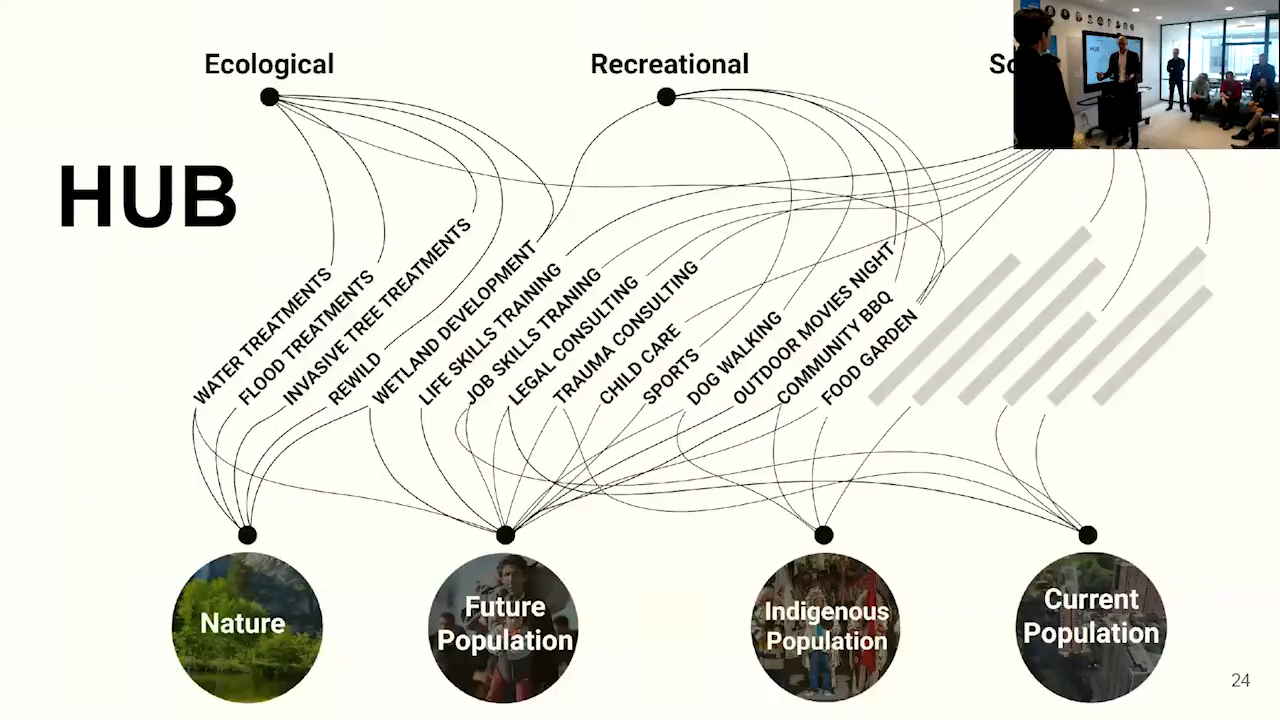 Ecological
Recreational
So
HUB
WATER TREATMENTS
FLOOD TREATMENTS
INVASIVE TREE TREATMENTS
REWILD
WETLAND DEVELOPMENT
LIFE SKILLS TRAINING
JOB SKILLS TRANING
LEGAL CONSULTING
TRAUMA CONSULTING
CHILD CARE
SPORTS
DOG WALKING
OUTDOOR MOVIES NIGHT
COMMUNITY BBQ
FOOD GARDEN
Nature
Future
Population
Indigenous
Population
Current
Population
24
HUB